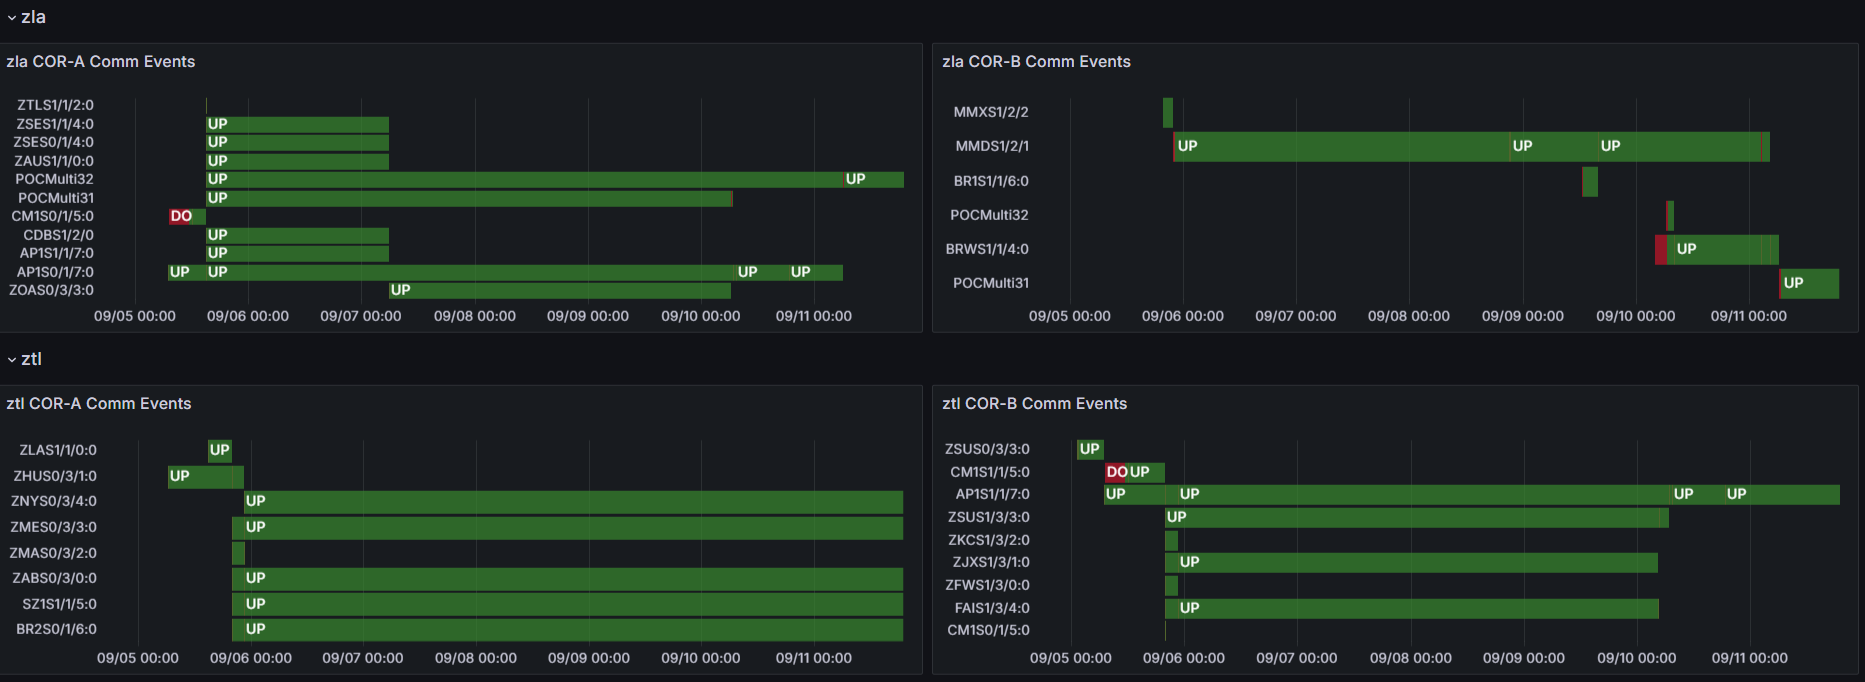 zla
zla COR-A Comm Events
ZTLS1/1/2:0
ZSES1/1/4:0 UP
ZSES0/1/4:0 UP
ZAUS1/1/0:0 UP
POCMulti32 UP UP
POCMulti31 UP
CM1S0/1/5:0 DO
CDBS1/2/0 UP
AP1S1/1/7:0 UP
AP1S0/1/7:0 UP UP UP UP
ZOAS0/3/3:0 UP
09/05 00:00 09/06 00:00 09/07 00:00 09/08 00:00 09/09 00:00 09/10 00:00 09/11 00:00
zla COR-B Comm Events
MMXS1/2/2
MMDS1/2/1 UP UP UP
BR1S1/1/6:0
POCMulti32
BRWS1/1/4:0 UP
POCMulti31 UP
09/05 00:00 09/06 00:00 09/07 00:00 09/08 00:00 09/09 00:00 09/10 00:00 09/11 00:00
ztl
ztl COR-A Comm Events
ZLAS1/1/0:0 UP
ZHUS0/3/1:0 UP
ZNYS0/3/4:0 UP
ZMES0/3/3:0 UP
ZMAS0/3/2:0
ZABS0/3/0:0 UP
SZ1S1/1/5:0 UP
BR2S0/1/6:0 UP
09/05 00:00 09/06 00:00 09/07 00:00 09/08 00:00 09/09 00:00 09/10 00:00 09/11 00:00
ztl COR-B Comm Events
ZSUS0/3/3:0 UP
CM1S1/1/5:0 DO UP
AP1S1/1/7:0 UP UP UP UP
ZSUS1/3/3:0 UP
ZKCS1/3/2:0
ZJXS1/3/1:0 UP
ZFWS1/3/0:0
FAIS1/3/4:0 UP
CM1S0/1/5:0
09/05 00:00 09/06 00:00 09/07 00:00 09/08 00:00 09/09 00:00 09/10 00:00 09/11 00:00